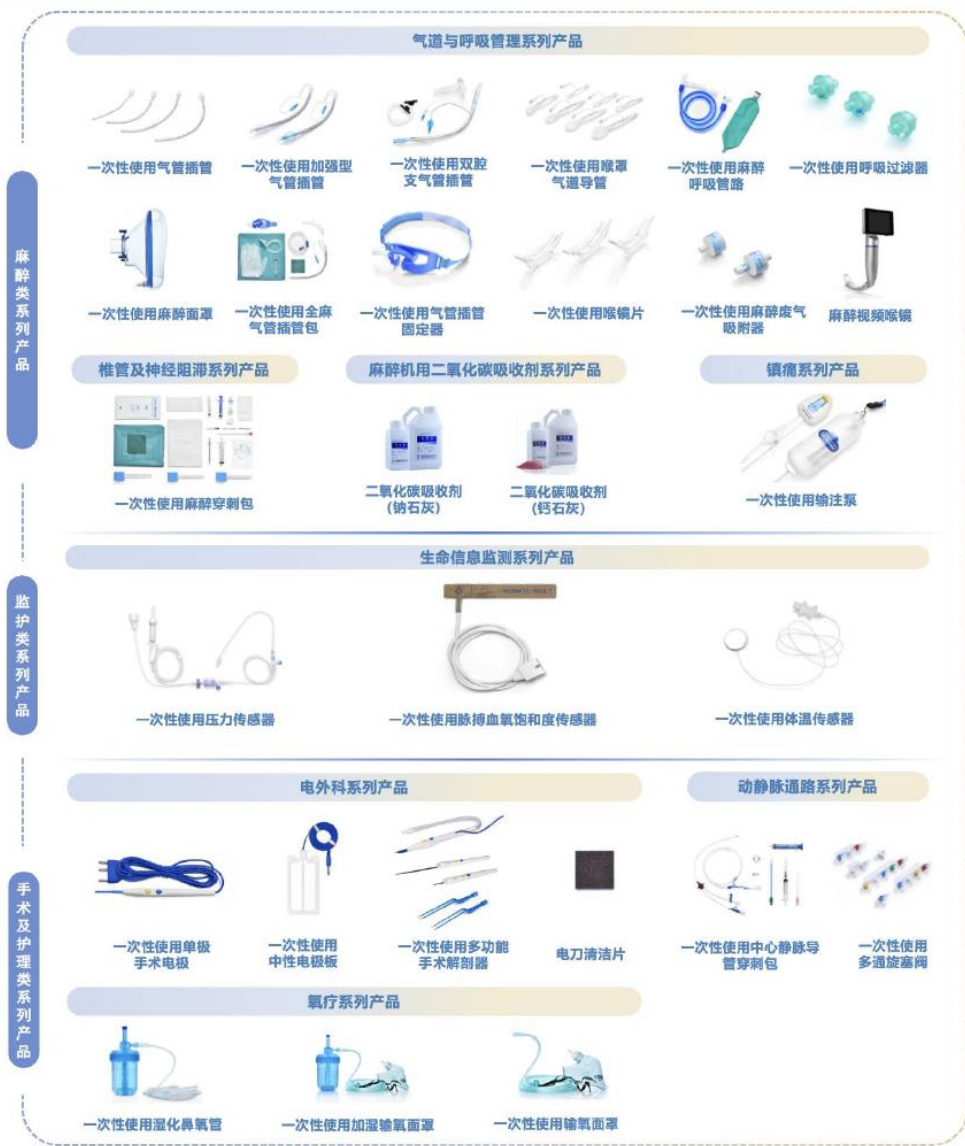 麻醉类系列产品
气道与呼吸管理系列产品
一次性使用气管插管
一次性使用加强型
气管插管
一次性使用双腔
支气管插管
一次性使用喉罩
气道导管
一次性使用麻醉
呼吸管路
一次性使用呼吸过滤器
一次性使用麻醉面罩
一次性使用全麻
气管插管包
一次性使用气管插管
固定器
一次性使用喉镜片
一次性使用麻醉废气
吸附器
麻醉视频喉镜
椎管及神经阻滞系列产品
麻醉机用二氧化碳吸收剂系列产品
镇痛系列产品
一次性使用麻醉穿刺包
二氧化碳吸收剂
(钠石灰)
二氧化碳吸收剂
(钙石灰)
一次性使用输注泵
监护类系列产品
生命信息监测系列产品
一次性使用压力传感器
一次性使用脉搏血氧饱和度传感器
一次性使用体温传感器
手术及护理类系列产品
电外科系列产品
动静脉通路系列产品
一次性使用单极
手术电极
一次性使用
中性电极板
一次性使用多功能
手术解剖器
电刀清洁片
一次性使用中心静脉导
管穿刺包
一次性使用
多通旋塞阀
氧疗系列产品
一次性使用湿化鼻氧管
一次性使用加湿输氧面罩
一次性使用输氧面罩